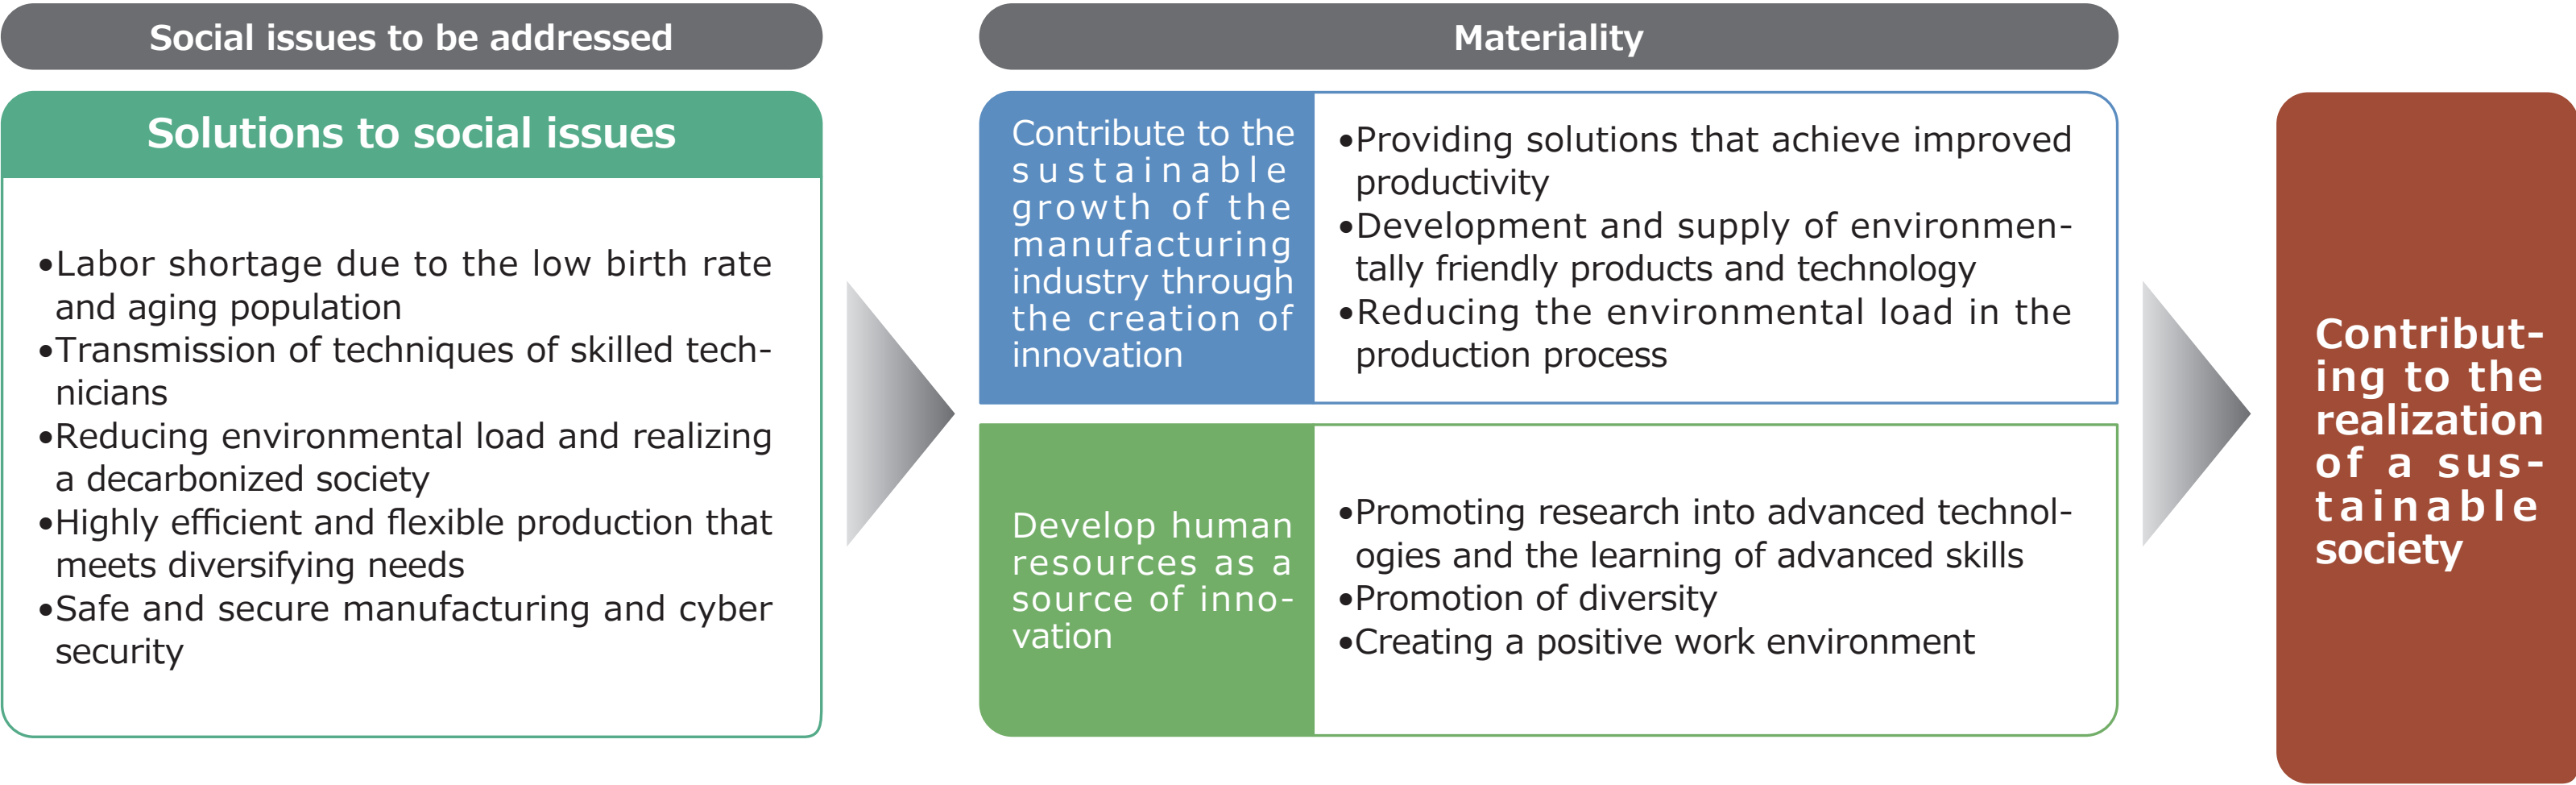 Social issues to be addressed
Solutions to social issues
•Labor shortage due to the low birth rate
and aging population
•Transmission of techniques of skilled tech-
nicians
•Reducing environmental load and realizing
a decarbonized society
•Highly efficient and flexible production that
meets diversifying needs
•Safe and secure manufacturing and cyber
security
Materiality
Contribute to the
sustainable
growth of the
manufacturing
industry through
the creation of
innovation
•Providing solutions that achieve improved
productivity
•Development and supply of environmen-
tally friendly products and technology
•Reducing the environmental load in the
production process
Develop human
resources as a
source of inno-
vation
•Promoting research into advanced technol-
ogies and the learning of advanced skills
•Promotion of diversity
•Creating a positive work environment
Contribut-
ing to the
realization
of a sus-
tainable
society